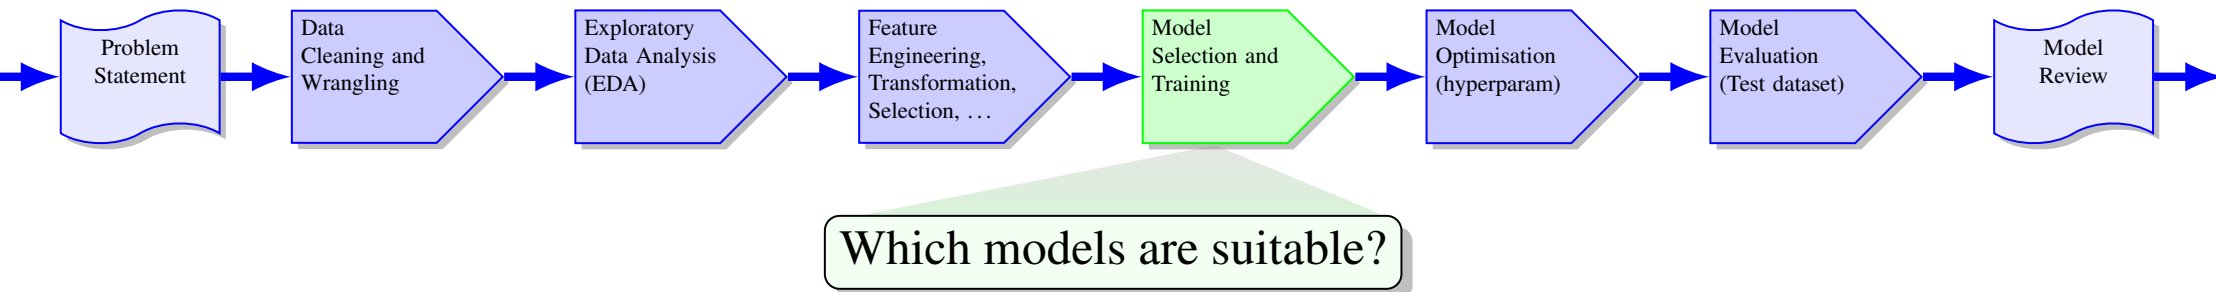 Problem
Statement
Data
Cleaning and
Wrangling
Exploratory
Data Analysis
(EDA)
Feature
Engineering,
Transformation,
Selection, ...
Model
Selection and
Training
Model
Optimisation
(hyperparam)
Model
Evaluation
(Test dataset)
Model
Review
Which models are suitable?